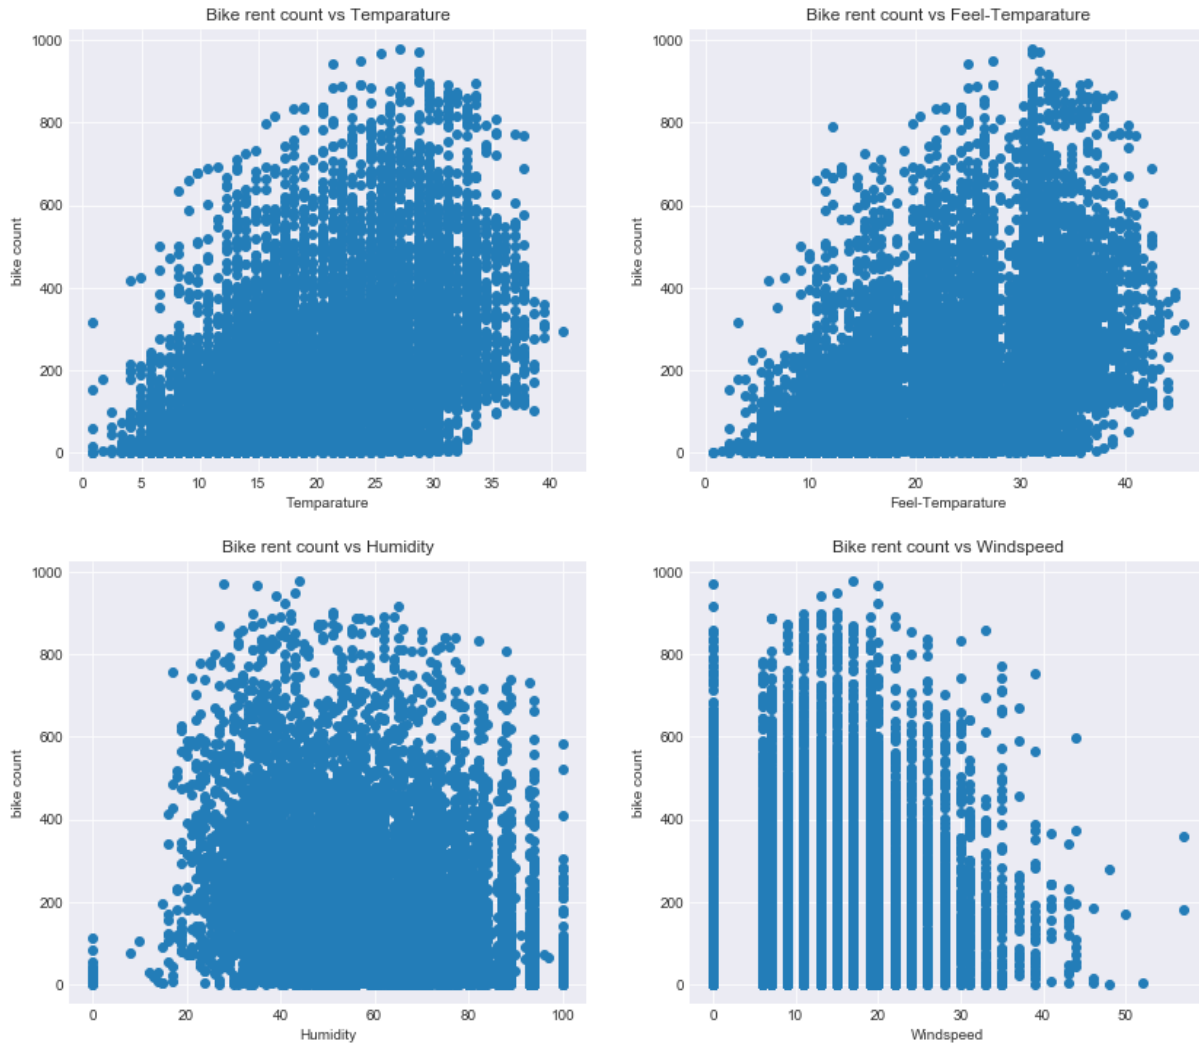 Bike rent count vs Temparature
1000
800
600
400
200
0
bike count
0 5 10 15 20 25 30 35 40
Temparature
Bike rent count vs Feel-Temparature
1000
800
600
400
200
0
bike count
0 10 20 30 40
Feel-Temparature
Bike rent count vs Humidity
1000
800
600
400
200
0
bike count
0 20 40 60 80 100
Humidity
Bike rent count vs Windspeed
1000
800
600
400
200
0
bike count
0 10 20 30 40 50
Windspeed